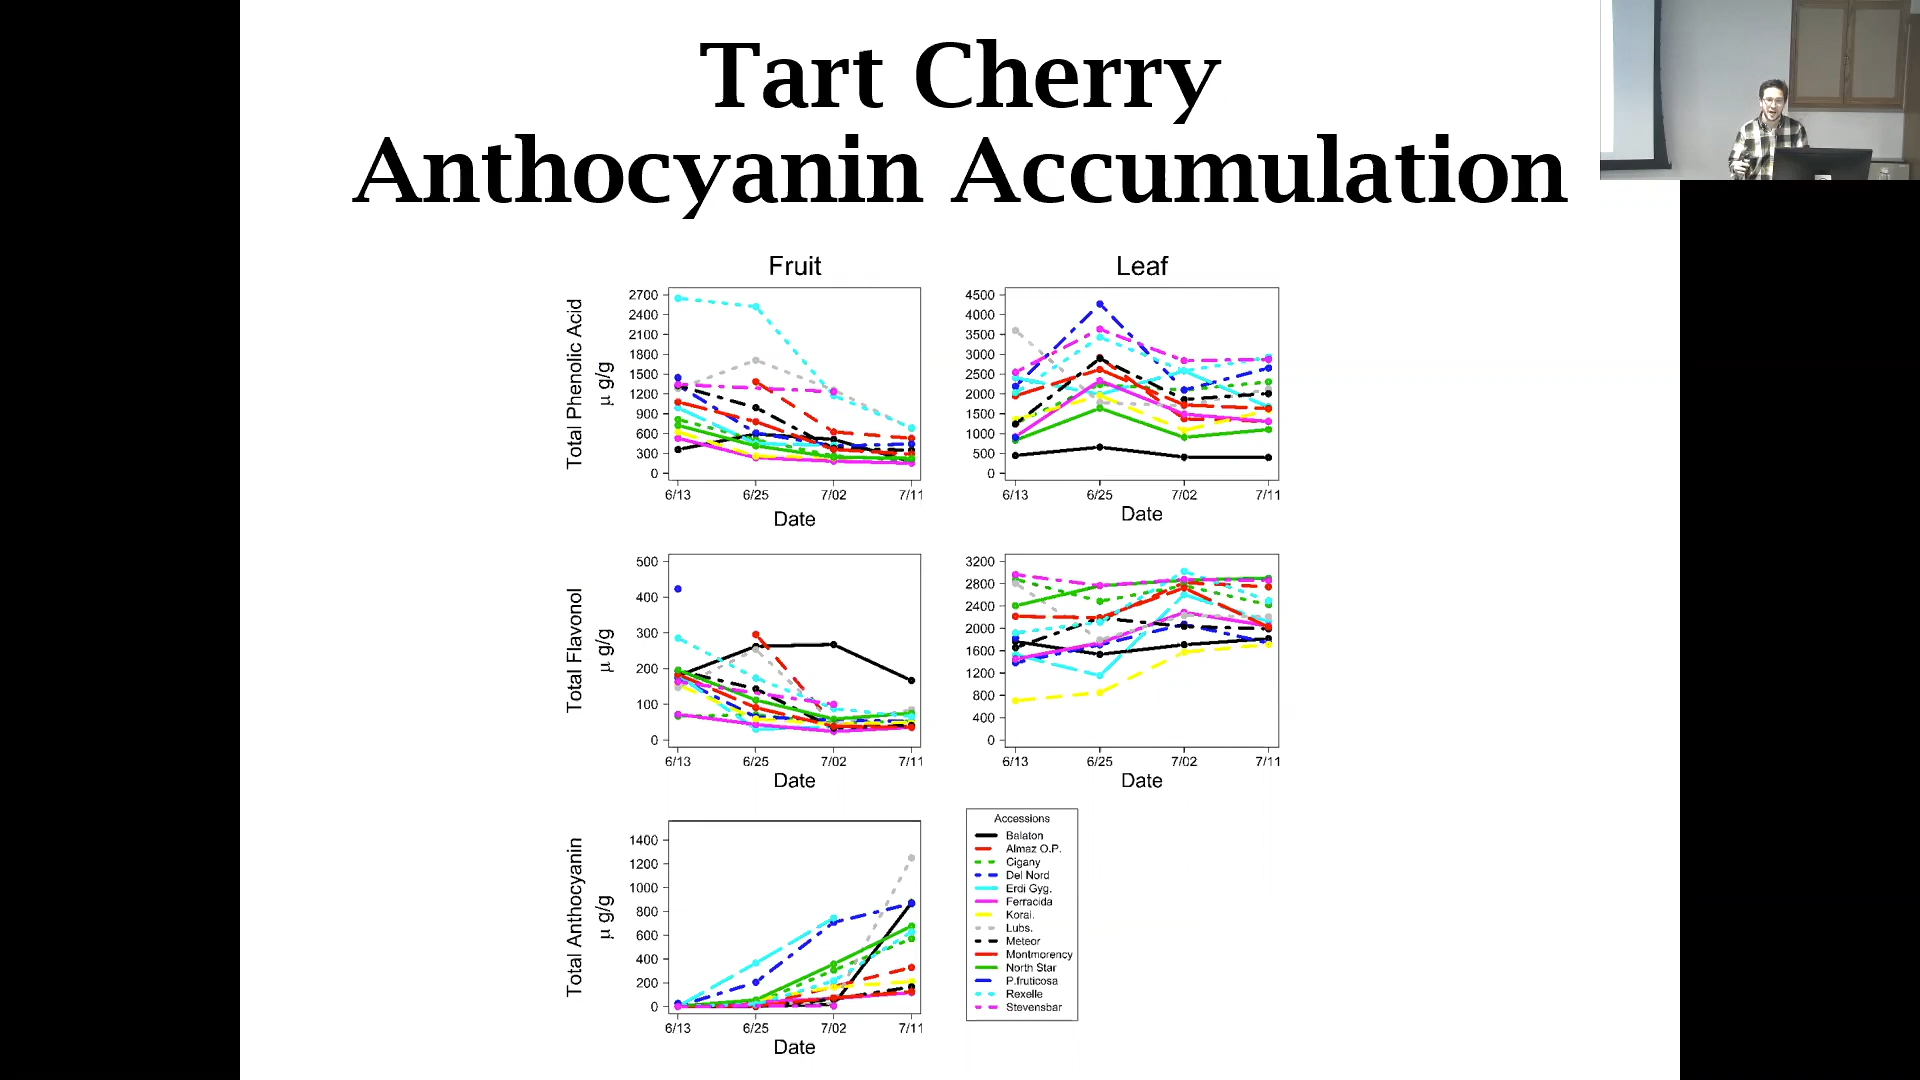 Tart Cherry
Anthocyanin Accumulation
Fruit
Leaf
Total Phenolic Acid
μ g/g
2700
2400
2100
1800
1500
1200
900
600
300
0
6/13 6/25 7/02 7/11
Date
4500
4000
3500
3000
2500
2000
1500
1000
500
0
6/13 6/25 7/02 7/11
Date
Total Flavonol
μ g/g
500
400
300
200
100
0
6/13 6/25 7/02 7/11
Date
3200
2800
2400
2000
1600
1200
800
400
0
6/13 6/25 7/02 7/11
Date
Total Anthocyanin
μ g/g
1400
1200
1000
800
600
400
200
0
6/13 6/25 7/02 7/11
Date
Accessions
Balaton
Almaz O.P.
Cigany
Del Nord
Erdi Gyg.
Ferracida
Korai.
Lubs.
Meteor
Montmorency
North Star
P.fruticosa
Rexelle
Stevensbar